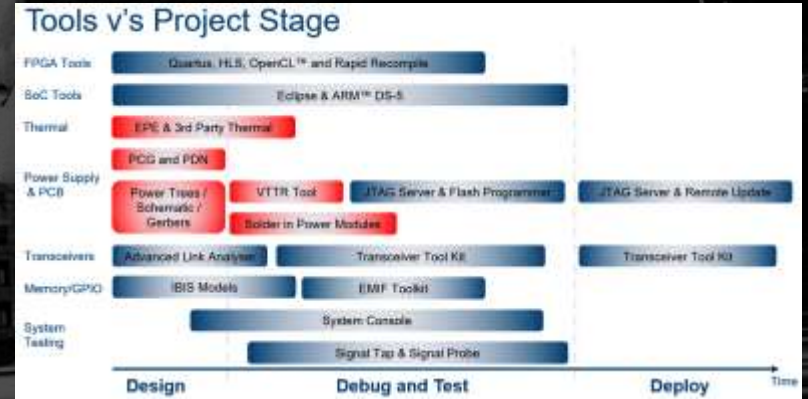 Tools v's Project Stage
FPGA Tools
Quartus, HLS, OpenCL™ and Rapid Recompile
SoC Tools
Eclipse & ARM™ DS-5
Thermal
EPE & 3rd Party Thermal
PCG and PDN
Power Supply
& PCB
Power Trees /
Schematic /
Gerbers
VTTR Tool
JTAG Server & Flash Programmer
JTAG Server & Remote Update
Solder in Power Modules
Transceivers
Advanced Link Analyser
Transceiver Tool Kit
Transceiver Tool Kit
Memory/GPIO
IBIS Models
EMIF Toolkit
System
Testing
System Console
Signal Tap & Signal Probe
Design
Debug and Test
Deploy
Time